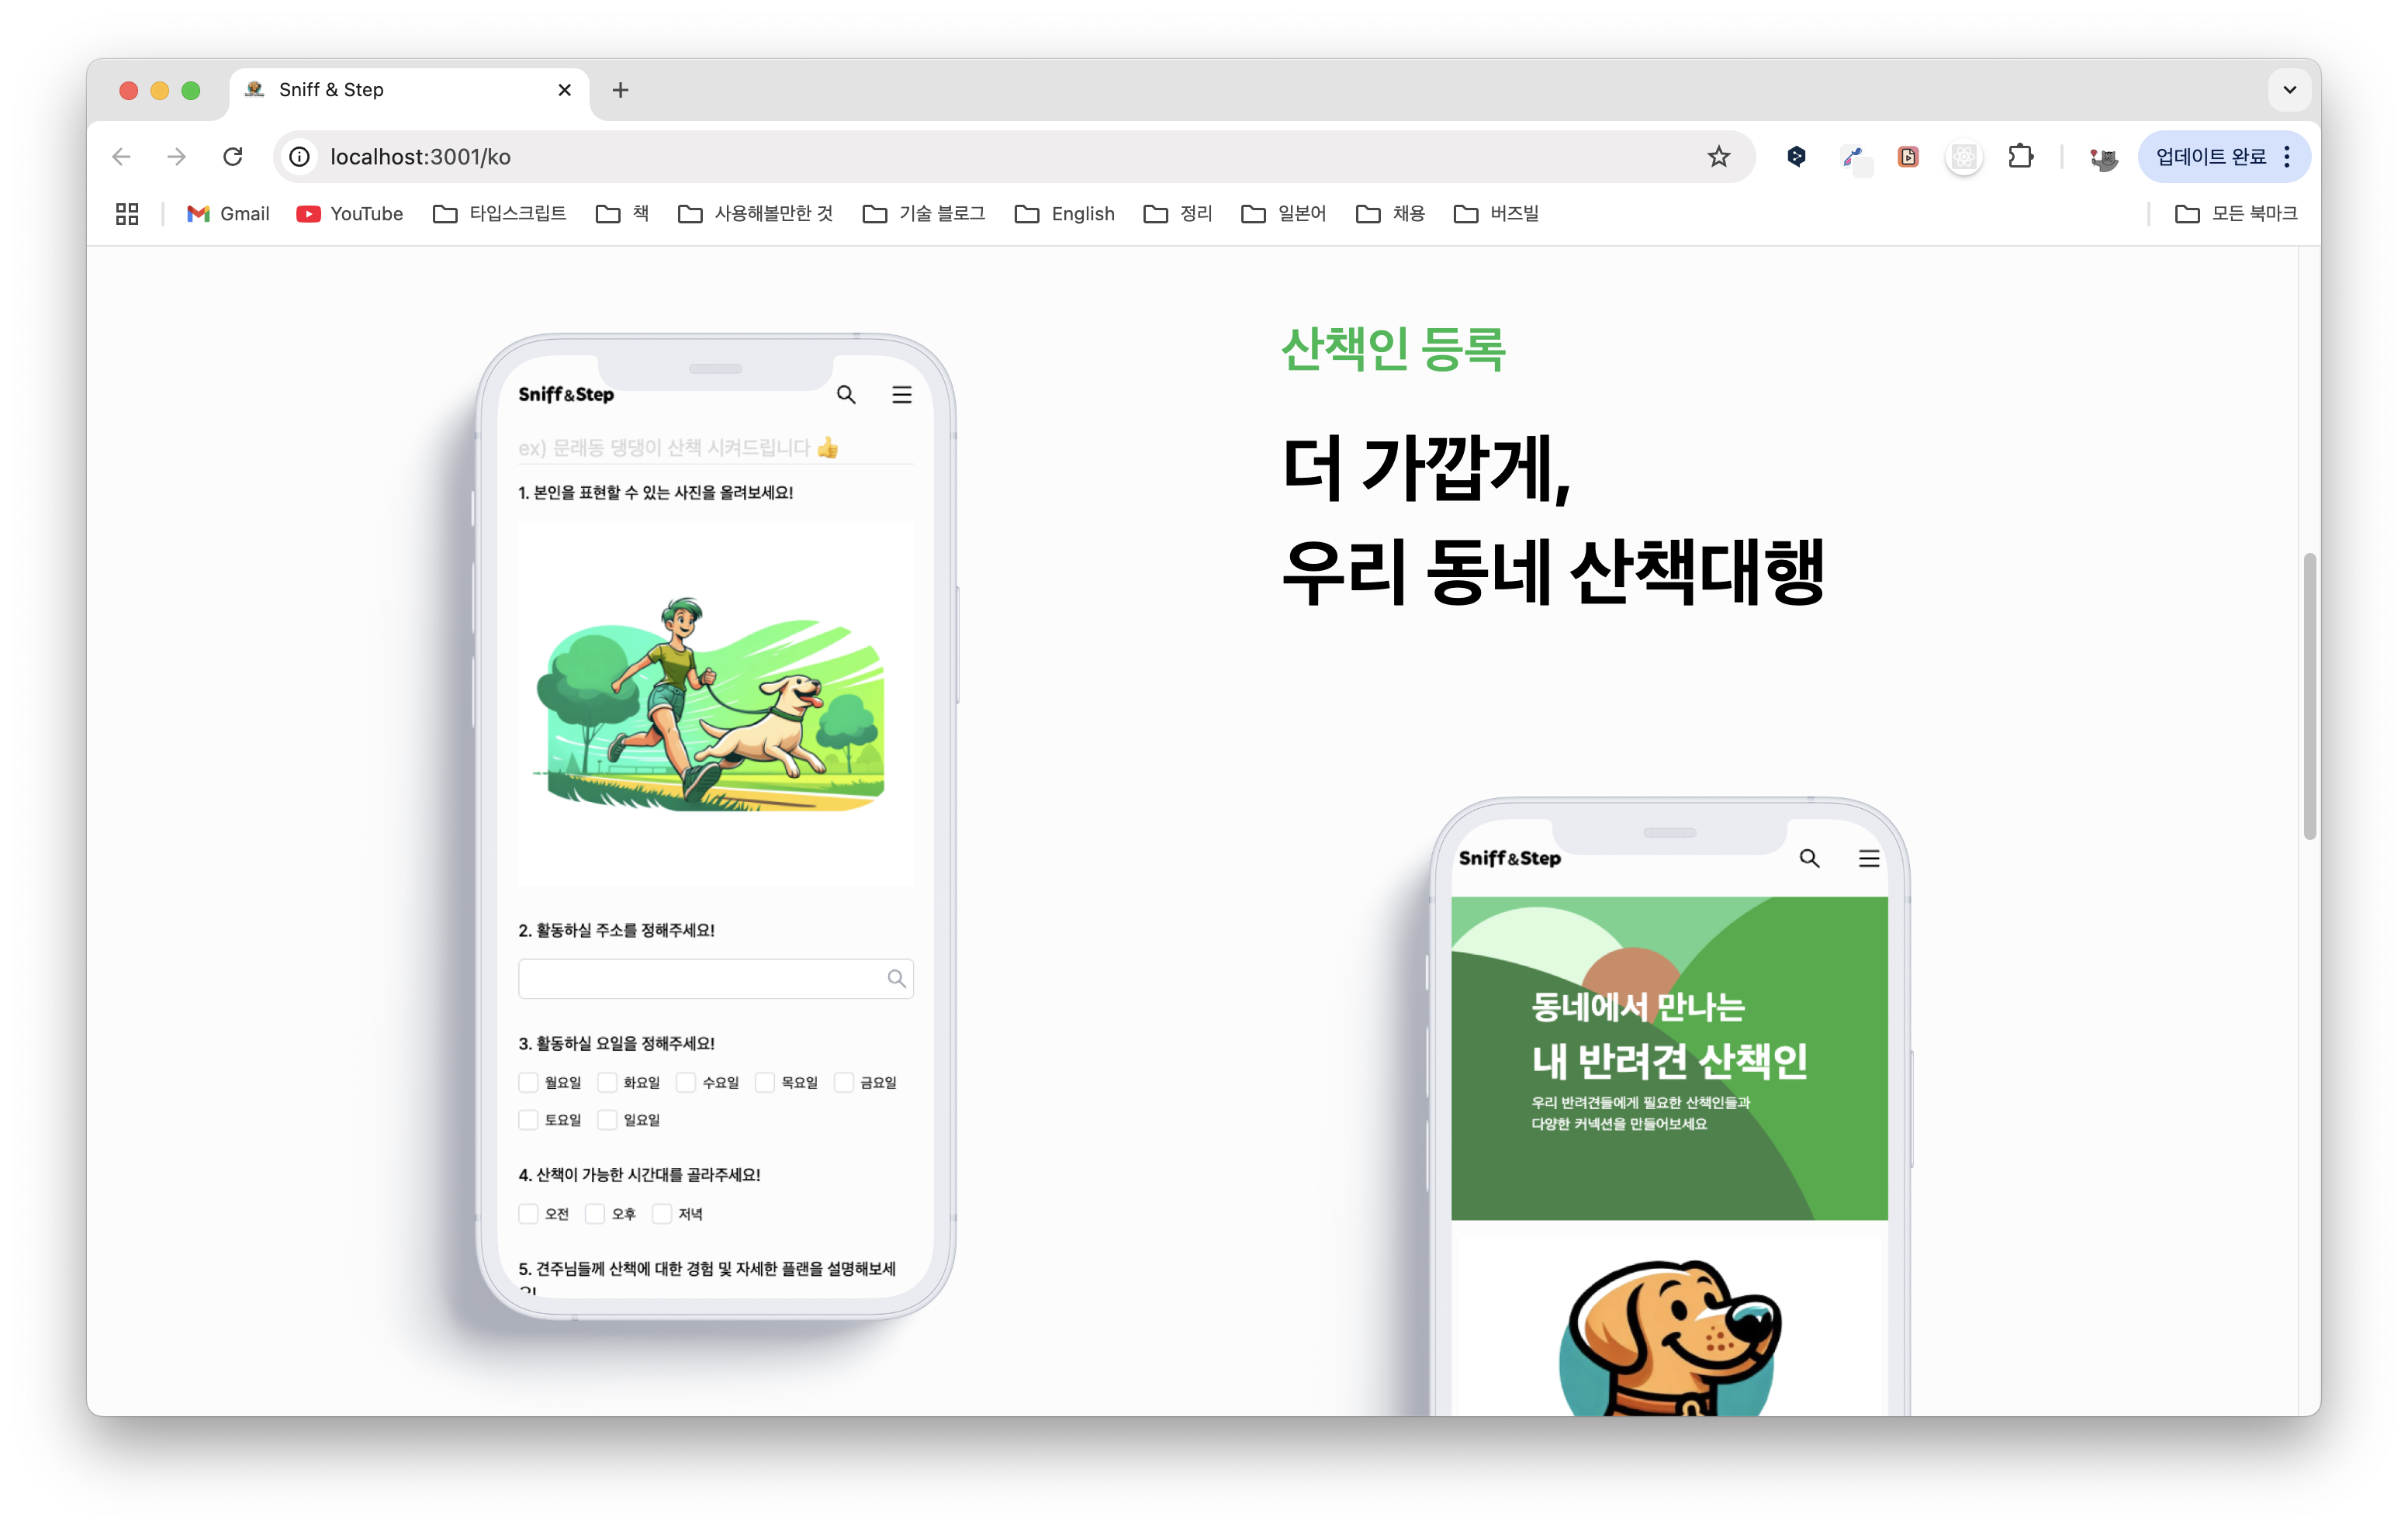 Sniff & Step
localhost:3001/ko
업데이트 완료
Gmail
YouTube
타입스크립트
책
사용해볼만한 것
기술 블로그
English
정리
일본어
채용
버즈빌
모든 북마크
Sniff&Step
ex) 문래동 댕댕이 산책 시켜드립니다 👍
1. 본인을 표현할 수 있는 사진을 올려보세요!
2. 활동하실 주소를 정해주세요!
3. 활동하실 요일을 정해주세요!
월요일 화요일 수요일 목요일 금요일
토요일 일요일
4. 산책이 가능한 시간대를 골라주세요!
오전 오후 저녁
5. 견주님들께 산책에 대한 경험 및 자세한 플랜을 설명해보세
산책인 등록
더 가깝게,
우리 동네 산책대행
Sniff&Step
동네에서 만나는
내 반려견 산책인
우리 반려견들에게 필요한 산책인들과
다양한 커넥션을 만들어보세요